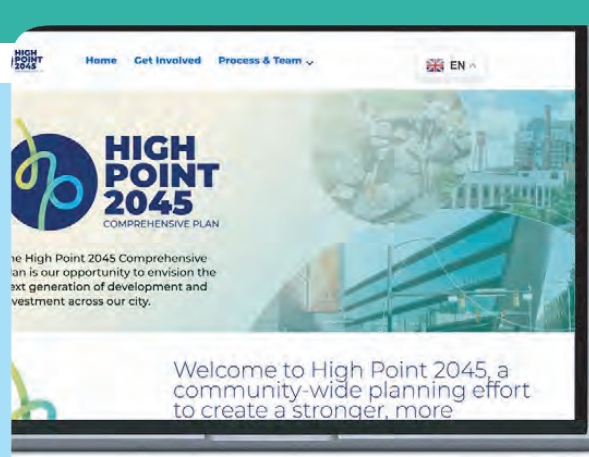 HIGH
POINT
2045
Home Get Involved Process & Team
EN
HIGH
POINT
2045
COMPREHENSIVE PLAN
he High Point 2045 Comprehensive
an is our opportunity to envision the
ext generation of development and
vestment across our city.
Welcome to High Point 2045, a
community-wide planning effort
to create a stronger, more